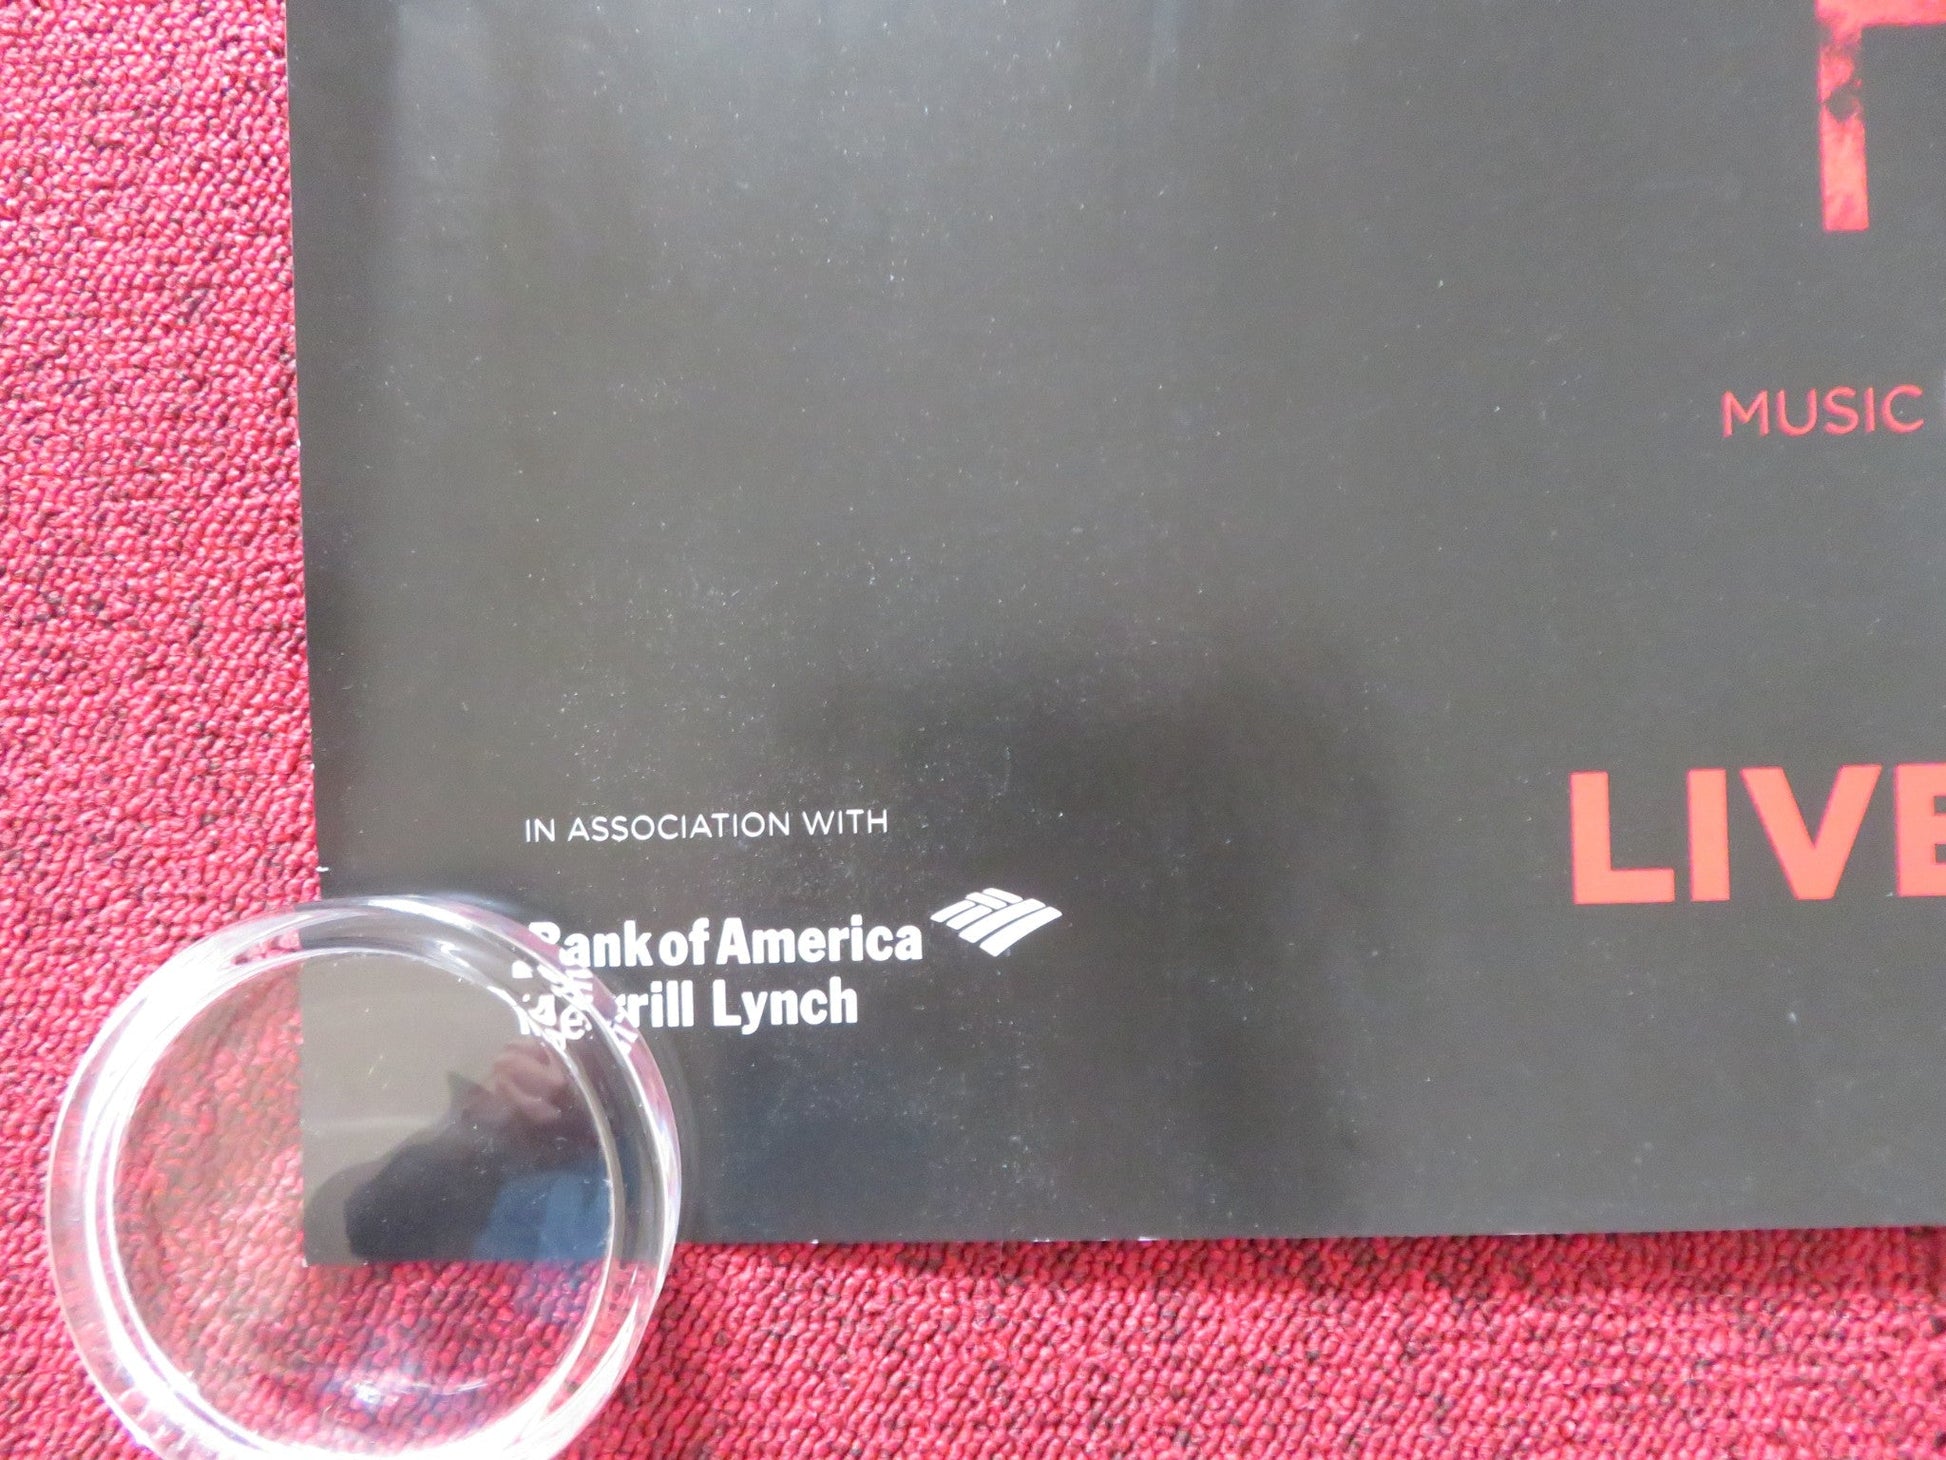 MUSIC
LIVE
IN ASSOCIATION WITH
Bank of America
Merrill Lynch